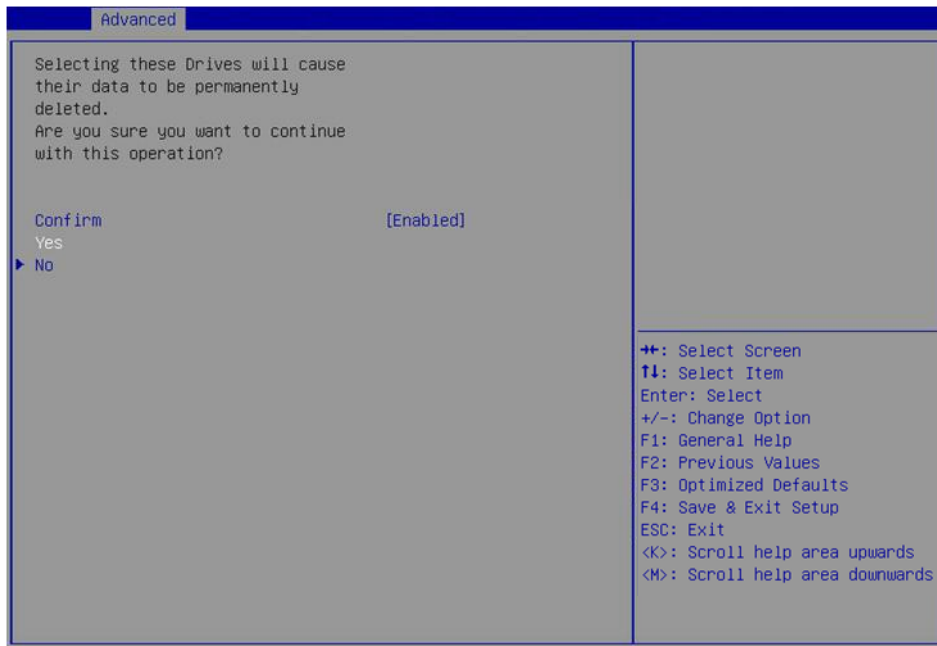 Advanced
Selecting these Drives will cause
their data to be permanently
deleted.
Are you sure you want to continue
with this operation?
Confirm [Enabled]
Yes
No
→←: Select Screen
↑↓: Select Item
Enter: Select
+/-: Change Option
F1: General Help
F2: Previous Values
F3: Optimized Defaults
F4: Save & Exit Setup
ESC: Exit
<K>: Scroll help area upwards
<M>: Scroll help area downwards